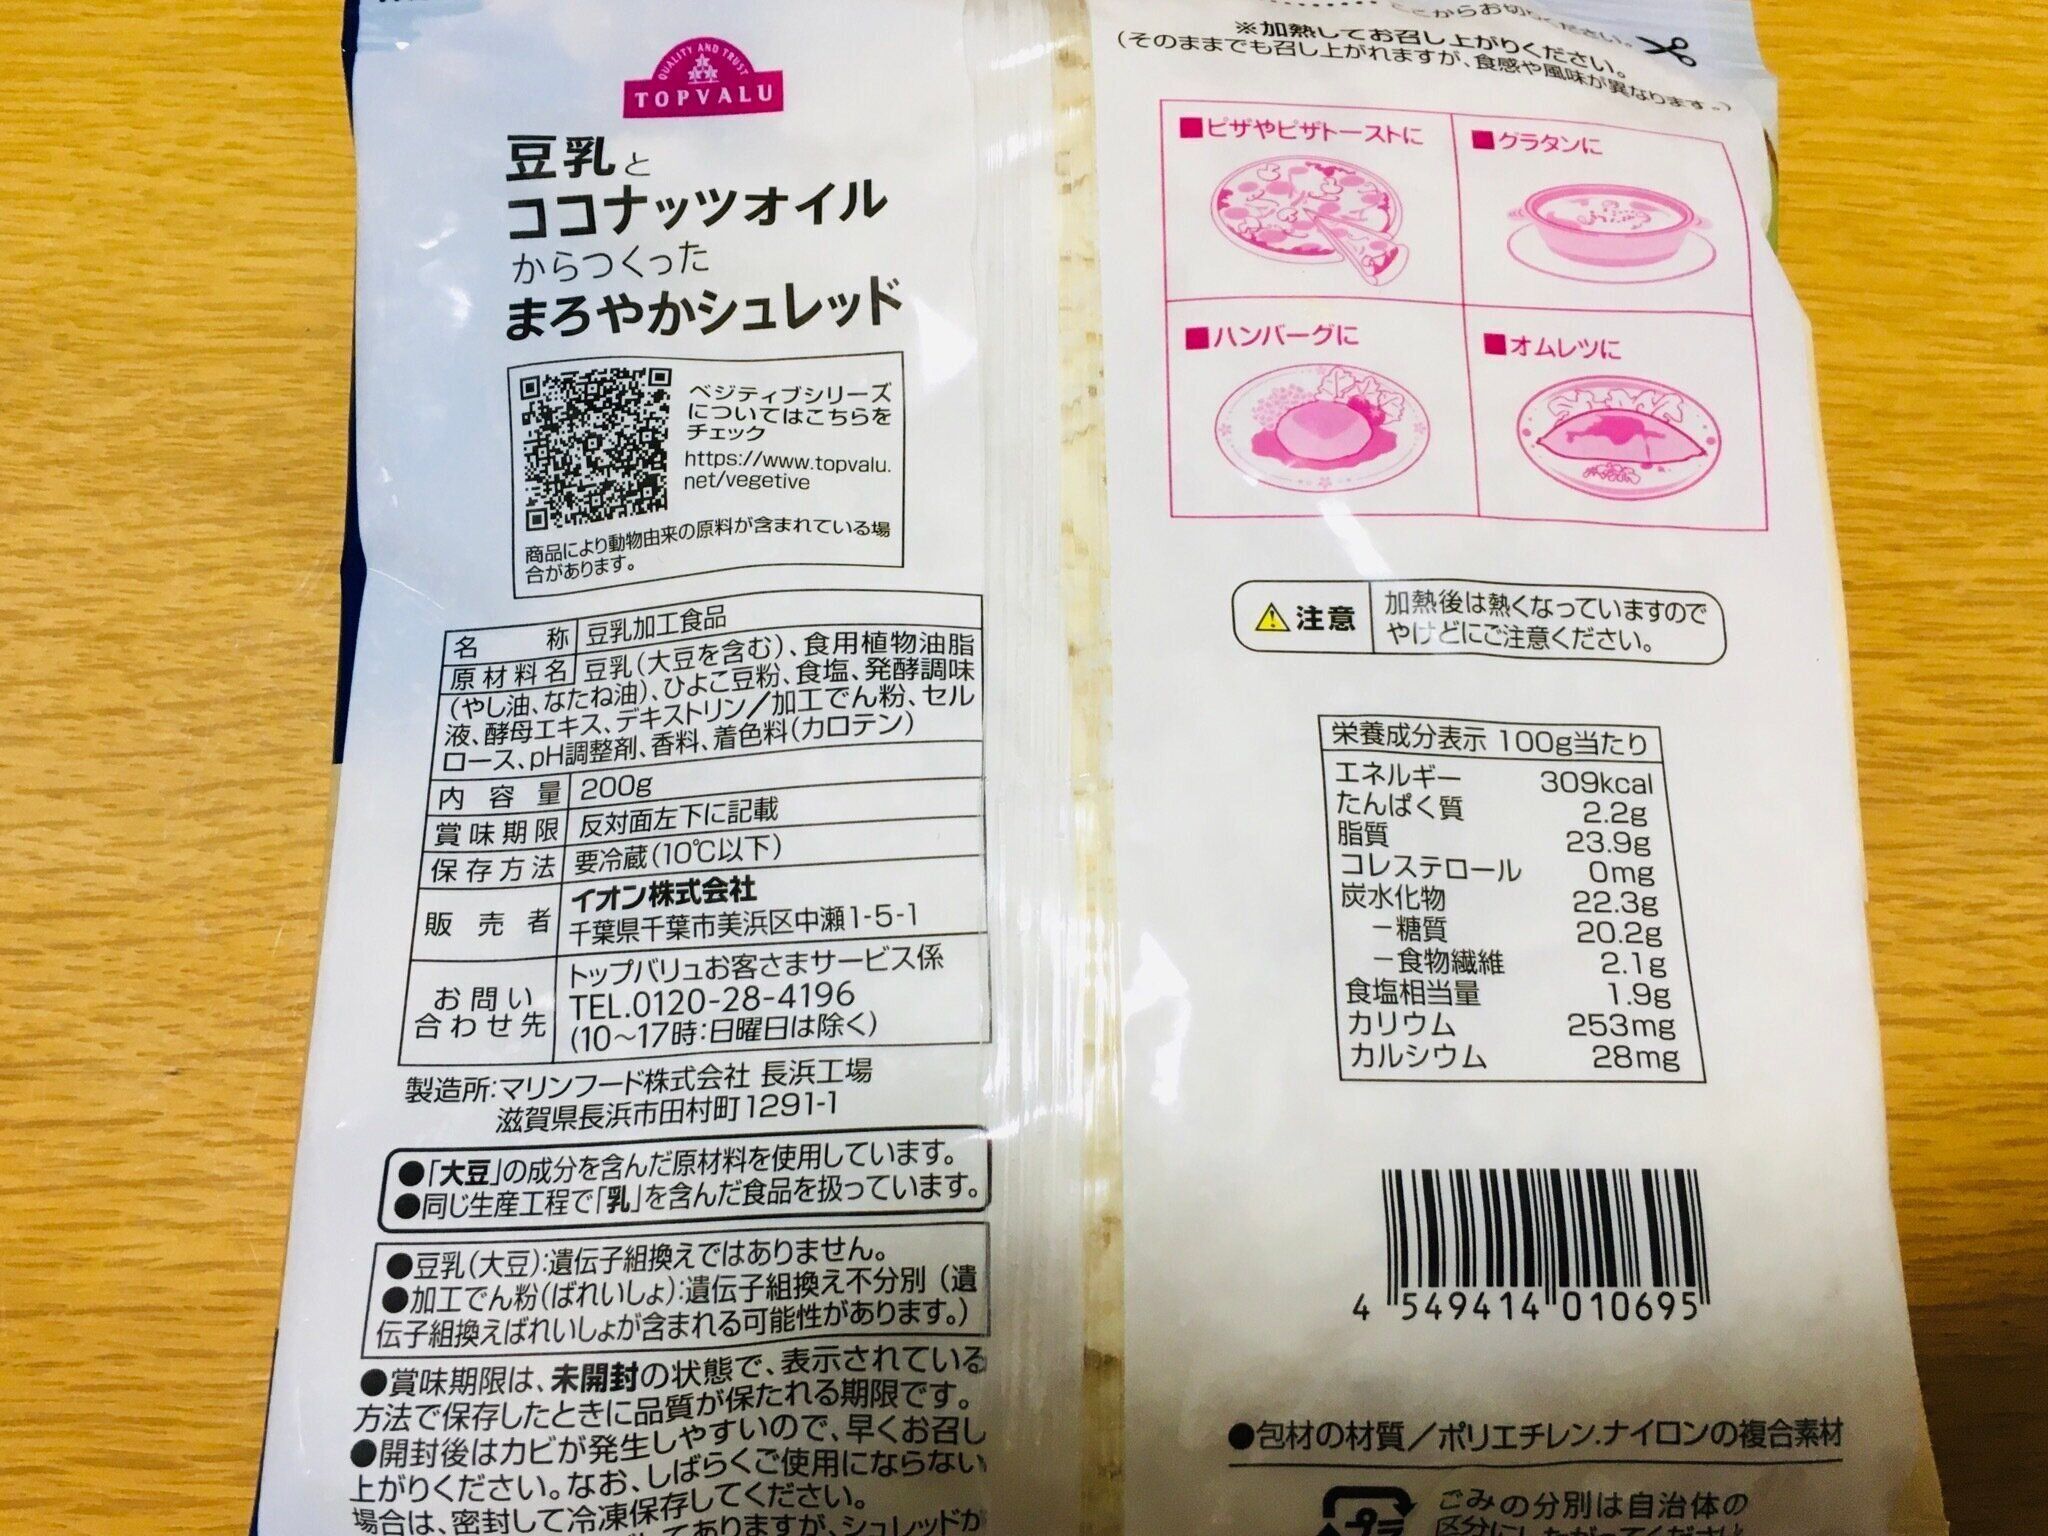 QUALITY AND TRUST
TOPVALU
豆乳と
ココナッツオイル
からつくった
まろやかシュレッド
ベジティブシリーズ
についてはこちらを
チェック
https://www.topvalu.
net/vegetive
商品により動物由来の原料が含まれている場
合があります。
名称 豆乳加工食品
原材料名 豆乳(大豆を含む)、食用植物油脂
(やし油、なたね油)、ひよこ豆粉、食塩、発酵調味
液、酵母エキス、デキストリン/加工でん粉、セル
ロース、pH調整剤、香料、着色料(カロテン)
内容量 200g
賞味期限 反対面左下に記載
保存方法 要冷蔵(10℃以下)
販売者 イオン株式会社
千葉県千葉市美浜区中瀬1-5-1
お問い合わせ先 トップバリュお客さまサービス係
TEL.0120-28-4196
(10〜17時:日曜日は除く)
製造所:マリンフード株式会社 長浜工場
滋賀県長浜市田村町1291-1
●「大豆」の成分を含んだ原材料を使用しています。
●同じ生産工程で「乳」を含んだ食品を扱っています。
●豆乳(大豆):遺伝子組換えではありません。
●加工でん粉(ばれいしょ):遺伝子組換え不分別(遺
伝子組換えばれいしょが含まれる可能性があります。)
●賞味期限は、未開封の状態で、表示されている
方法で保存したときに品質が保たれる期限です。
●開封後はカビが発生しやすいので、早くお召し
上がりください。なお、しばらくご使用にならない
場合は、密封して冷凍保存してください。
てありますが、シュレッドが
ここからお切りください。
※加熱してお召し上がりください。
(そのままでも召し上がれますが、食感や風味が異なります。)
■ピザやピザトーストに
■グラタンに
■ハンバーグに
■オムレツに
注意 加熱後は熱くなっていますので
やけどにご注意ください。
栄養成分表示 100g当たり
エネルギー 309kcal
たんぱく質 2.2g
脂質 23.9g
コレステロール 0mg
炭水化物 22.3g
－糖質 20.2g
－食物繊維 2.1g
食塩相当量 1.9g
カリウム 253mg
カルシウム 28mg
4 549414 010695
●包材の材質/ポリエチレン.ナイロンの複合素材
プラ
ごみの分別は自治体の